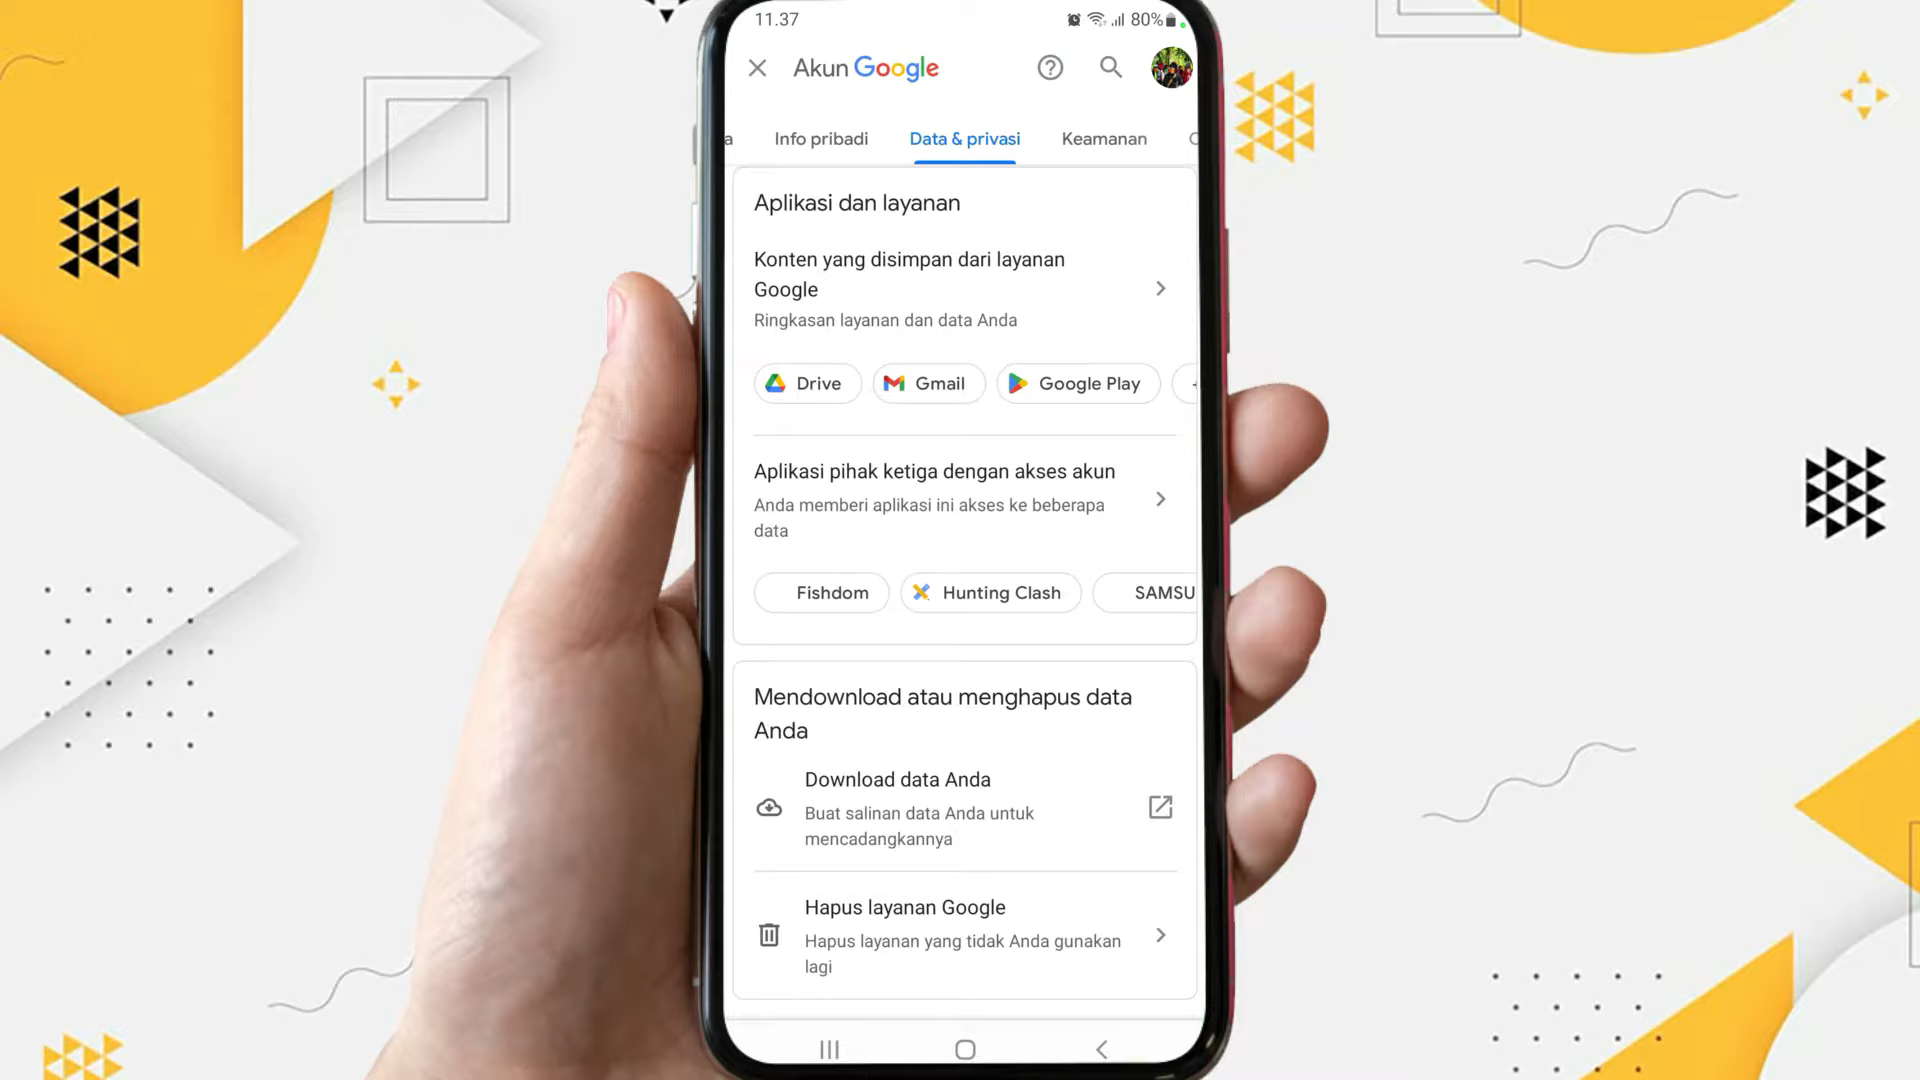 11.37
80%
Akun Google
a Info pribadi Data & privasi Keamanan
Aplikasi dan layanan
Konten yang disimpan dari layanan
Google
Ringkasan layanan dan data Anda
Drive Gmail Google Play
Aplikasi pihak ketiga dengan akses akun
Anda memberi aplikasi ini akses ke beberapa
data
Fishdom Hunting Clash SAMSU
Mendownload atau menghapus data
Anda
Download data Anda
Buat salinan data Anda untuk
mencadangkannya
Hapus layanan Google
Hapus layanan yang tidak Anda gunakan
lagi